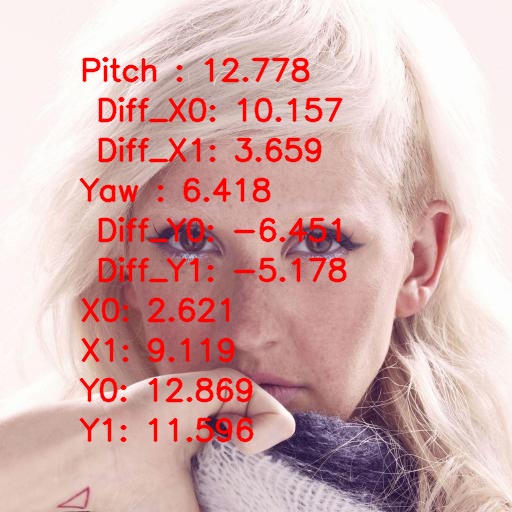 Pitch : 12.778
Diff_X0: 10.157
Diff_X1: 3.659
Yaw : 6.418
Diff_Y0: -6.451
Diff_Y1: -5.178
X0: 2.621
X1: 9.119
Y0: 12.869
Y1: 11.596